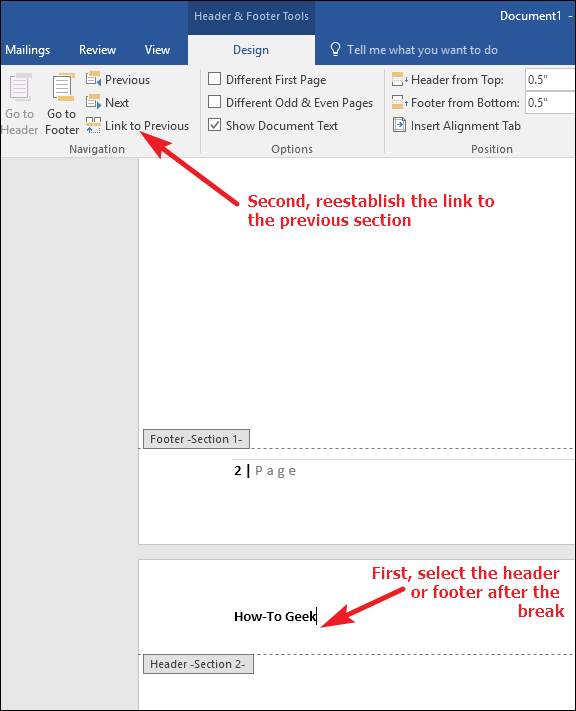 Header & Footer Tools
Document1 -
Mailings Review View Design Tell me what you want to do
Go to Header
Go to Footer
Previous
Next
Link to Previous
Navigation
Different First Page
Different Odd & Even Pages
Show Document Text
Options
Header from Top: 0.5"
Footer from Bottom: 0.5"
Insert Alignment Tab
Position
Second, reestablish the link to
the previous section
Footer -Section 1-
2 | Page
First, select the header
or footer after the
break
How-To Geek
Header -Section 2-